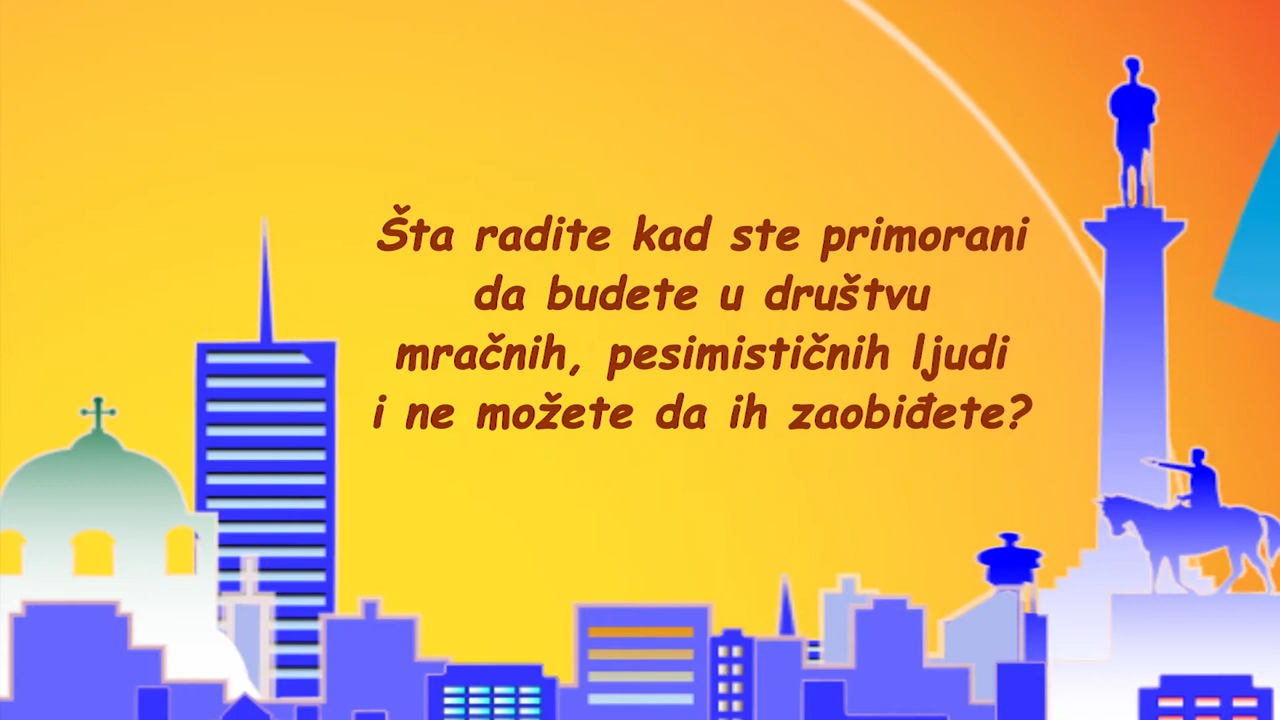 Šta radite kad ste primorani
da budete u društvu
mračnih, pesimističnih ljudi
i ne možete da ih zaobiđete?